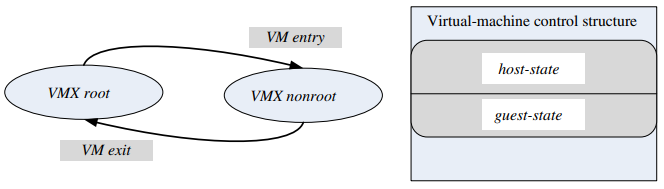 VM entry
VMX root
VMX nonroot
VM exit
Virtual-machine control structure
host-state
guest-state